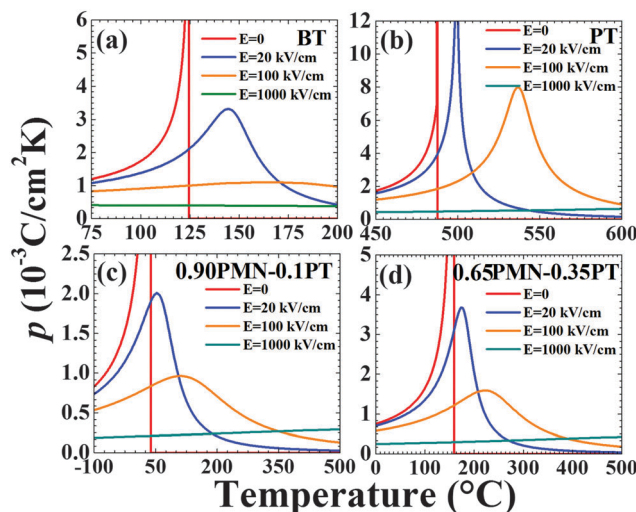 (a) BT
E=0
E=20 kV/cm
E=100 kV/cm
E=1000 kV/cm
6
5
4
3
2
1
0
75 100 125 150 175 200
(b) PT
E=0
E=20 kV/cm
E=100 kV/cm
E=1000 kV/cm
12
10
8
6
4
2
0
450 500 550 600
p (10⁻³C/cm²K)
(c) 0.90PMN-0.1PT
E=0
E=20 kV/cm
E=100 kV/cm
E=1000 kV/cm
2.5
2.0
1.5
1.0
0.5
0.0
-100 50 200 350 500
(d) 0.65PMN-0.35PT
E=0
E=20 kV/cm
E=100 kV/cm
E=1000 kV/cm
5
4
3
2
1
0
0 100 200 300 400 500
Temperature (°C)